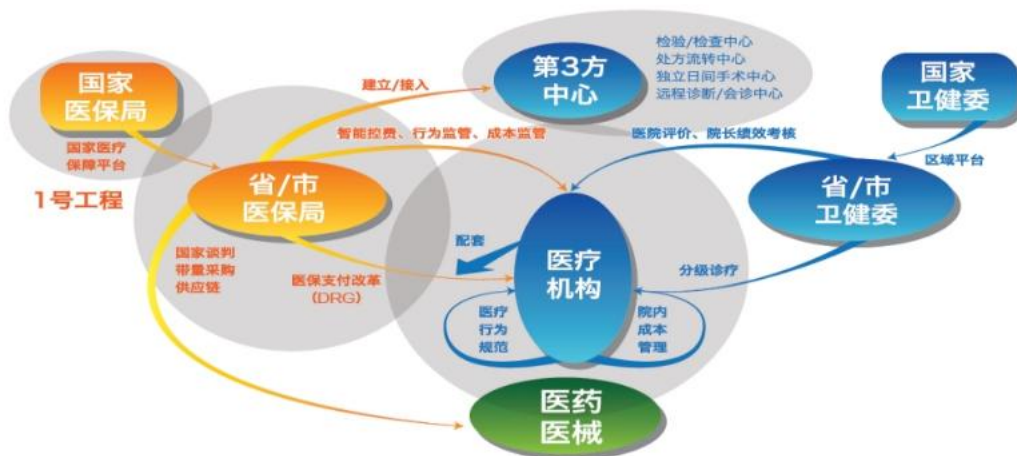 国家
医保局
国家医疗
保障平台
1号工程
省/市
医保局
建立/接入
第3方
中心
检验/检查中心
处方流转中心
独立日间手术中心
远程诊断/会诊中心
国家
卫健委
区域平台
省/市
卫健委
智能控费、行为监管、成本监管
医院评价、院长绩效考核
国家谈判
带量采购
供应链
医保支付改革
(DRG)
配套
医疗
机构
分级诊疗
医疗
行为
规范
院内
成本
管理
医药
医械